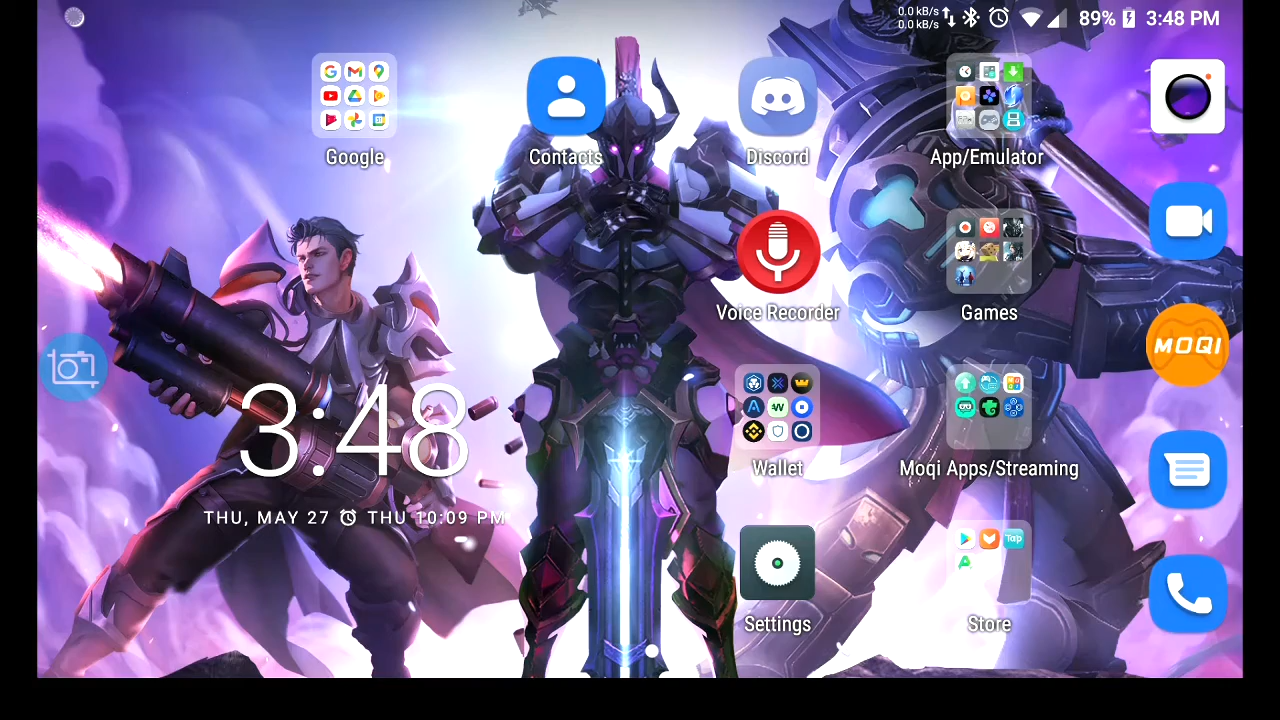 0.0 kB/s
0.0 kB/s
89%
3:48 PM
Google
Contacts
Discord
App/Emulator
Voice Recorder
Games
MOQI
3:48
THU, MAY 27 THU 10:09 PM
Wallet
Moqi Apps/Streaming
Tap
Settings
Store